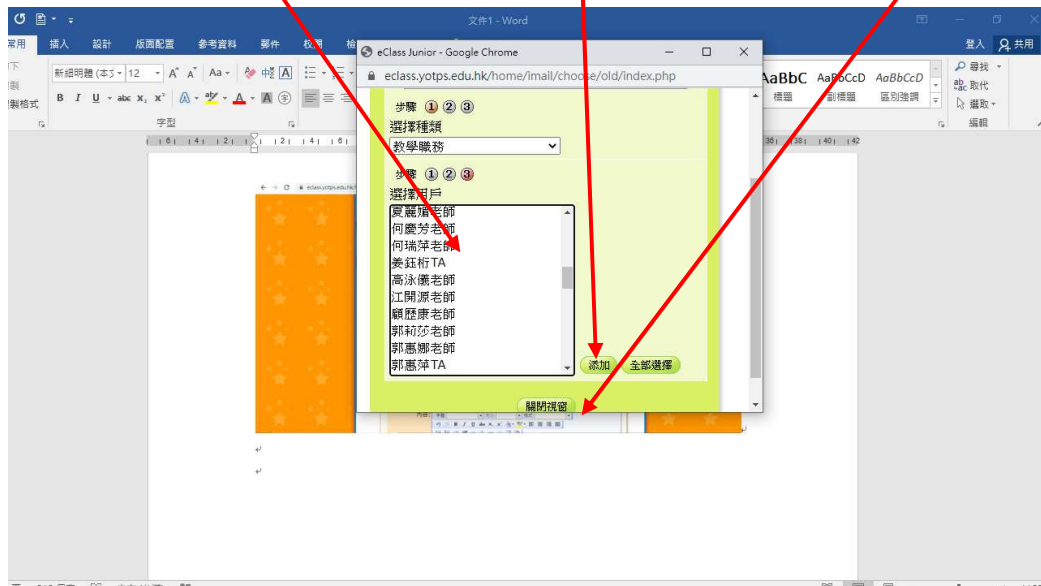 文件1 - Word
常用 插入 設計 版面配置 參考資料 郵件 校閱 檢
登入 共用
新細明體 (本文 12 A A Aa 中 A
B I U abc x, x² A A A
字型
AaBbC AaBbCcD AaBbCcD
標題 副標題 區別強調
尋找
取代
選取
編輯
eClass Junior - Google Chrome
eclass.yotps.edu.hk/home/imail/choose/old/index.php
步驟 1 2 3
選擇種類
教學職務
步驟 1 2 3
選擇用戶
夏麗媚老師
何慶芳老師
何瑞萍老師
姜鈺桁TA
高泳儀老師
江開源老師
顧歷康老師
郭莉莎老師
郭惠娜老師
郭惠萍TA
添加 全部選擇
關閉視窗